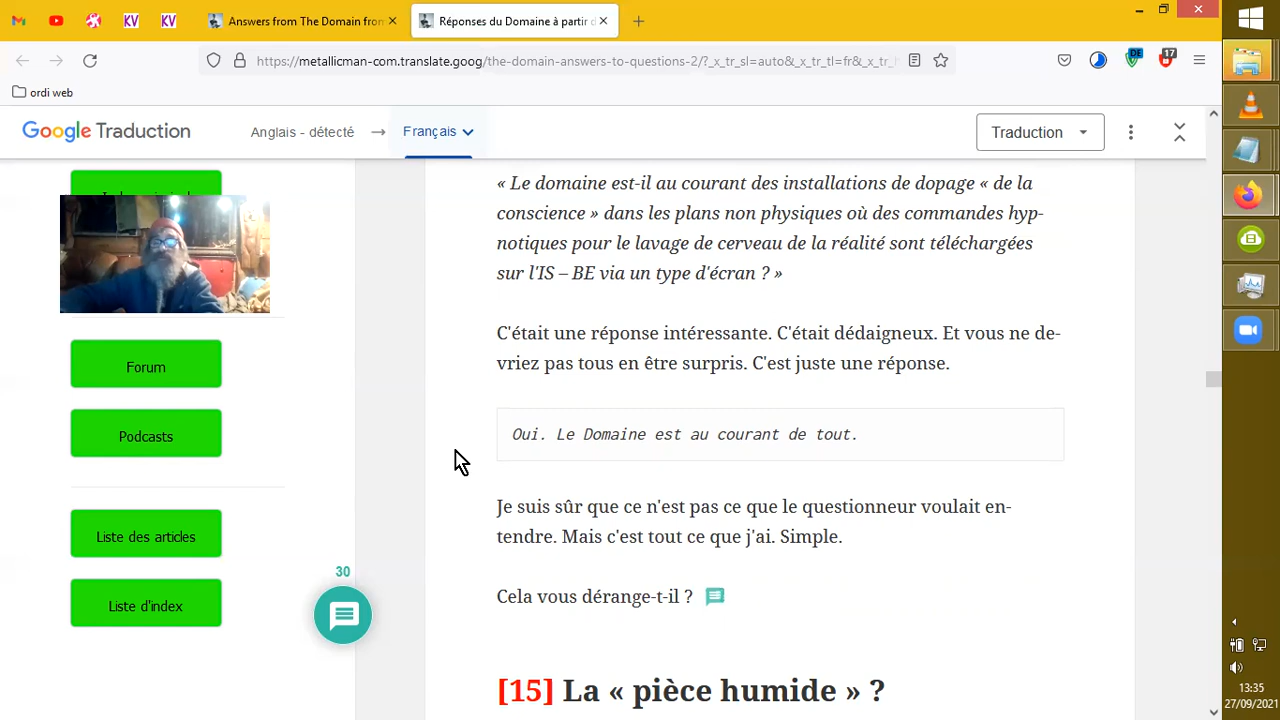 KV
KV
Answers from The Domain from
Réponses du Domaine à partir d
https://metallicman-com.translate.goog/the-domain-answers-to-questions-2/?_x_tr_sl=auto&_x_tr_tl=fr&_x_tr_h
DE
17
ordi web
Google Traduction
Anglais - détecté
Français
Traduction
« Le domaine est-il au courant des installations de dopage « de la
conscience » dans les plans non physiques où des commandes hyp-
notiques pour le lavage de cerveau de la réalité sont téléchargées
sur l'IS – BE via un type d'écran ? »
C'était une réponse intéressante. C'était dédaigneux. Et vous ne de-
vriez pas tous en être surpris. C'est juste une réponse.
Forum
Podcasts
Oui. Le Domaine est au courant de tout.
Je suis sûr que ce n'est pas ce que le questionneur voulait en-
tendre. Mais c'est tout ce que j'ai. Simple.
Liste des articles
30
Cela vous dérange-t-il ?
Liste d'index
[15] La « pièce humide » ?
13:35
27/09/2021